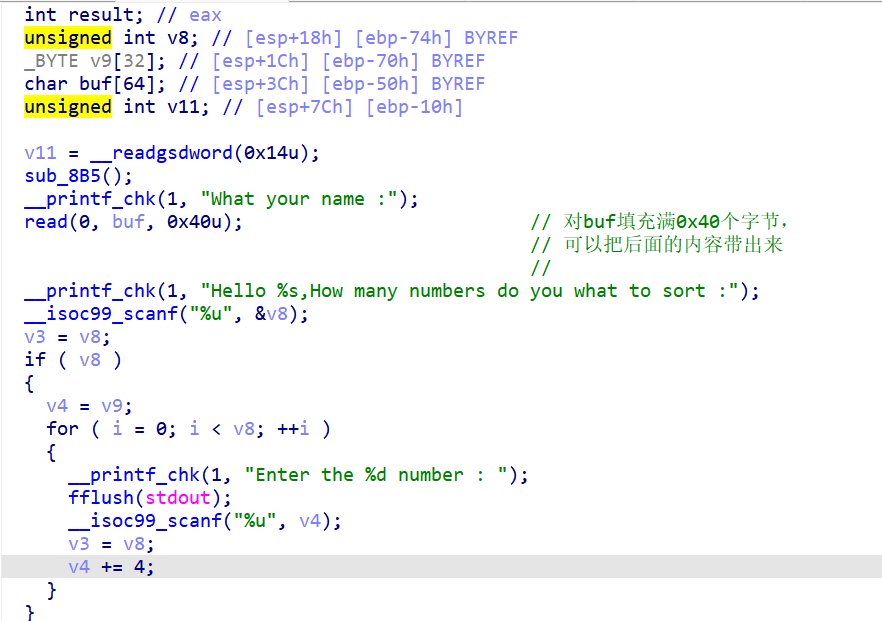 int result; // eax
unsigned int v8; // [esp+18h] [ebp-74h] BYREF
_BYTE v9[32]; // [esp+1Ch] [ebp-70h] BYREF
char buf[64]; // [esp+3Ch] [ebp-50h] BYREF
unsigned int v11; // [esp+7Ch] [ebp-10h]
v11 = __readgsdword(0x14u);
sub_8B5();
__printf_chk(1, "What your name :");
read(0, buf, 0x40u); // 对buf填充满0x40个字节，
// 可以把后面的内容带出来
//
__printf_chk(1, "Hello %s,How many numbers do you what to sort :");
__isoc99_scanf("%u", &v8);
v3 = v8;
if ( v8 )
{
v4 = v9;
for ( i = 0; i < v8; ++i )
{
__printf_chk(1, "Enter the %d number : ");
fflush(stdout);
__isoc99_scanf("%u", v4);
v3 = v8;
v4 += 4;
}
}